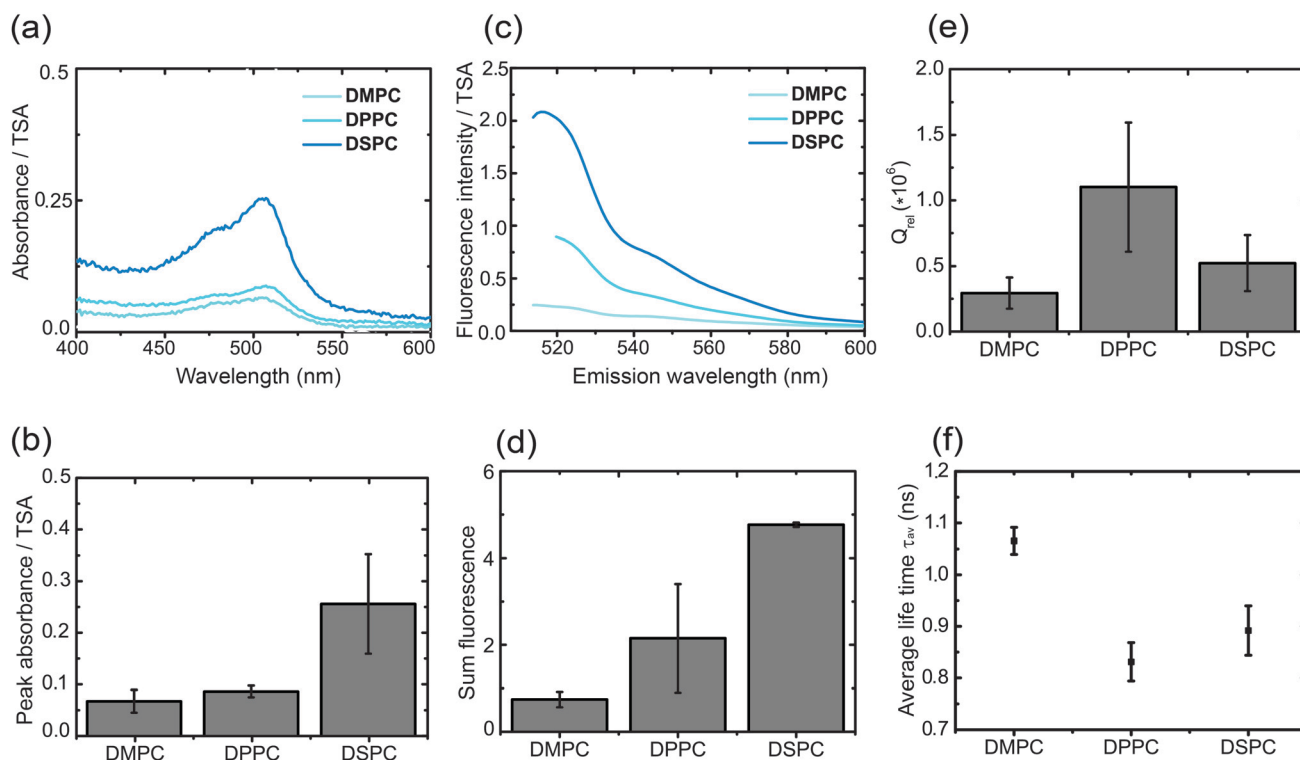 (a)
Absorbance / TSA
0.5
0.25
0.0
DMPC
DPPC
DSPC
400 450 500 550 600
Wavelength (nm)
(b)
Peak absorbance / TSA
0.5
0.4
0.3
0.2
0.1
0.0
DMPC DPPC DSPC
(c)
Fluorescence intensity / TSA
2.5
2.0
1.5
1.0
0.5
0.0
DMPC
DPPC
DSPC
520 540 560 580 600
Emission wavelength (nm)
(d)
Sum fluorescence
6
4
2
0
DMPC DPPC DSPC
(e)
Qrel (*10⁶)
2.0
1.5
1.0
0.5
0.0
DMPC DPPC DSPC
(f)
Average life time τav (ns)
1.2
1.1
1.0
0.9
0.8
0.7
DMPC DPPC DSPC